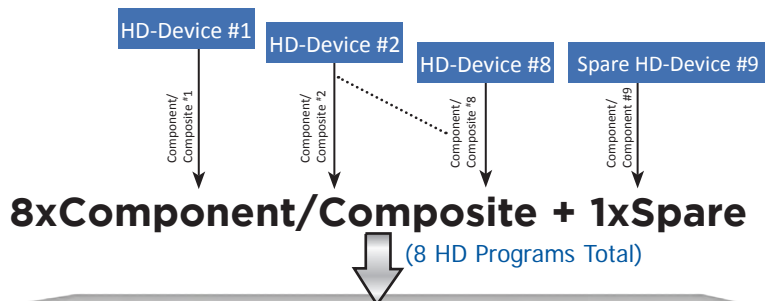 HD-Device #1
HD-Device #2
HD-Device #8
Spare HD-Device #9
Component/
Composite #1
Component/
Composite #2
Component/
Composite #8
Component/
Component #9
8xComponent/Composite + 1xSpare
(8 HD Programs Total)